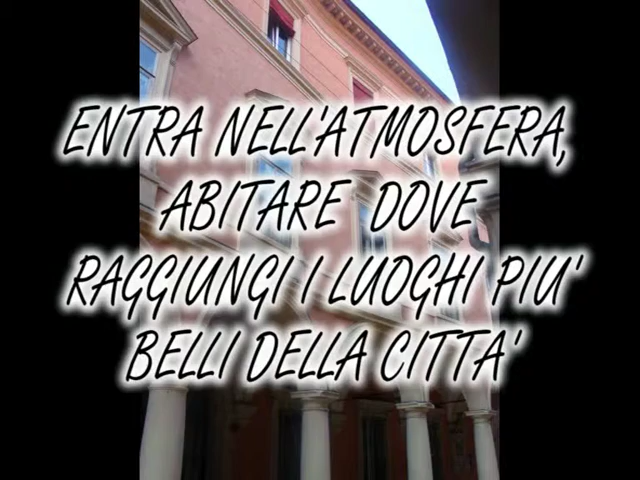 ENTRA NELL'ATMOSFERA,
ABITARE DOVE
RAGGIUNGI I LUOGHI PIU'
BELLI DELLA CITTA'